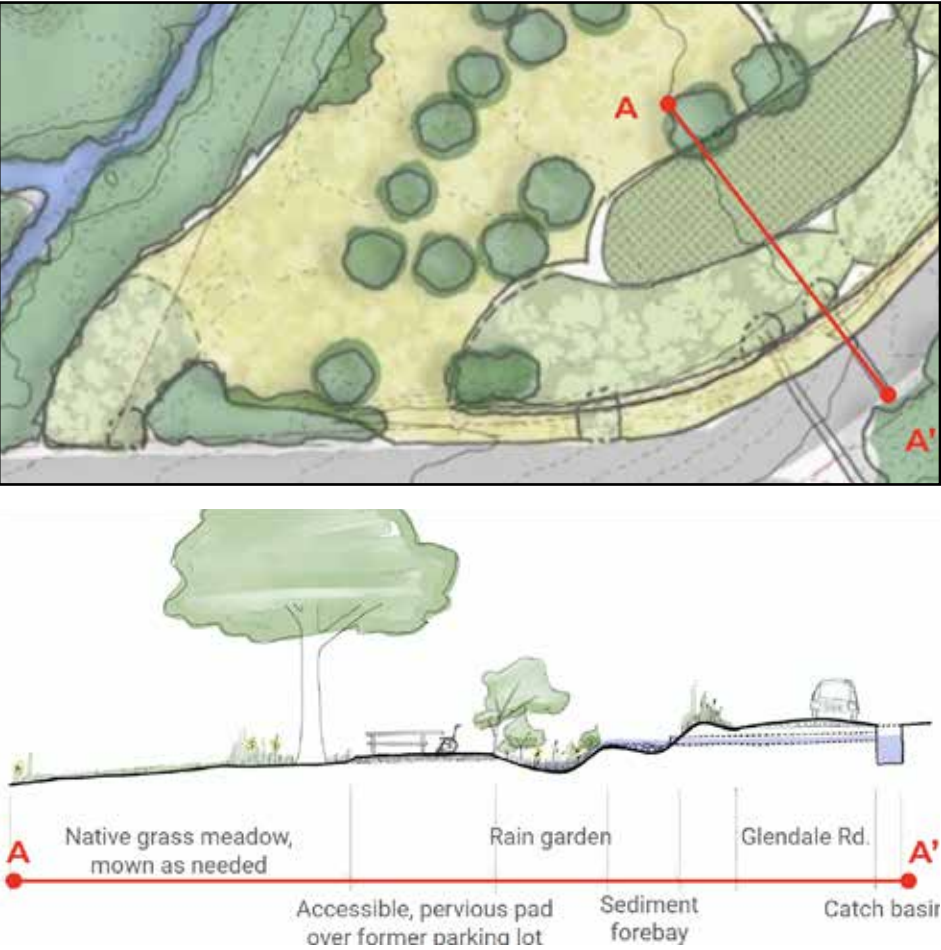 A
A'
Native grass meadow,
mown as needed
Rain garden
Glendale Rd.
A
A'
Accessible, pervious pad
over former parking lot
Sediment
forebay
Catch basin